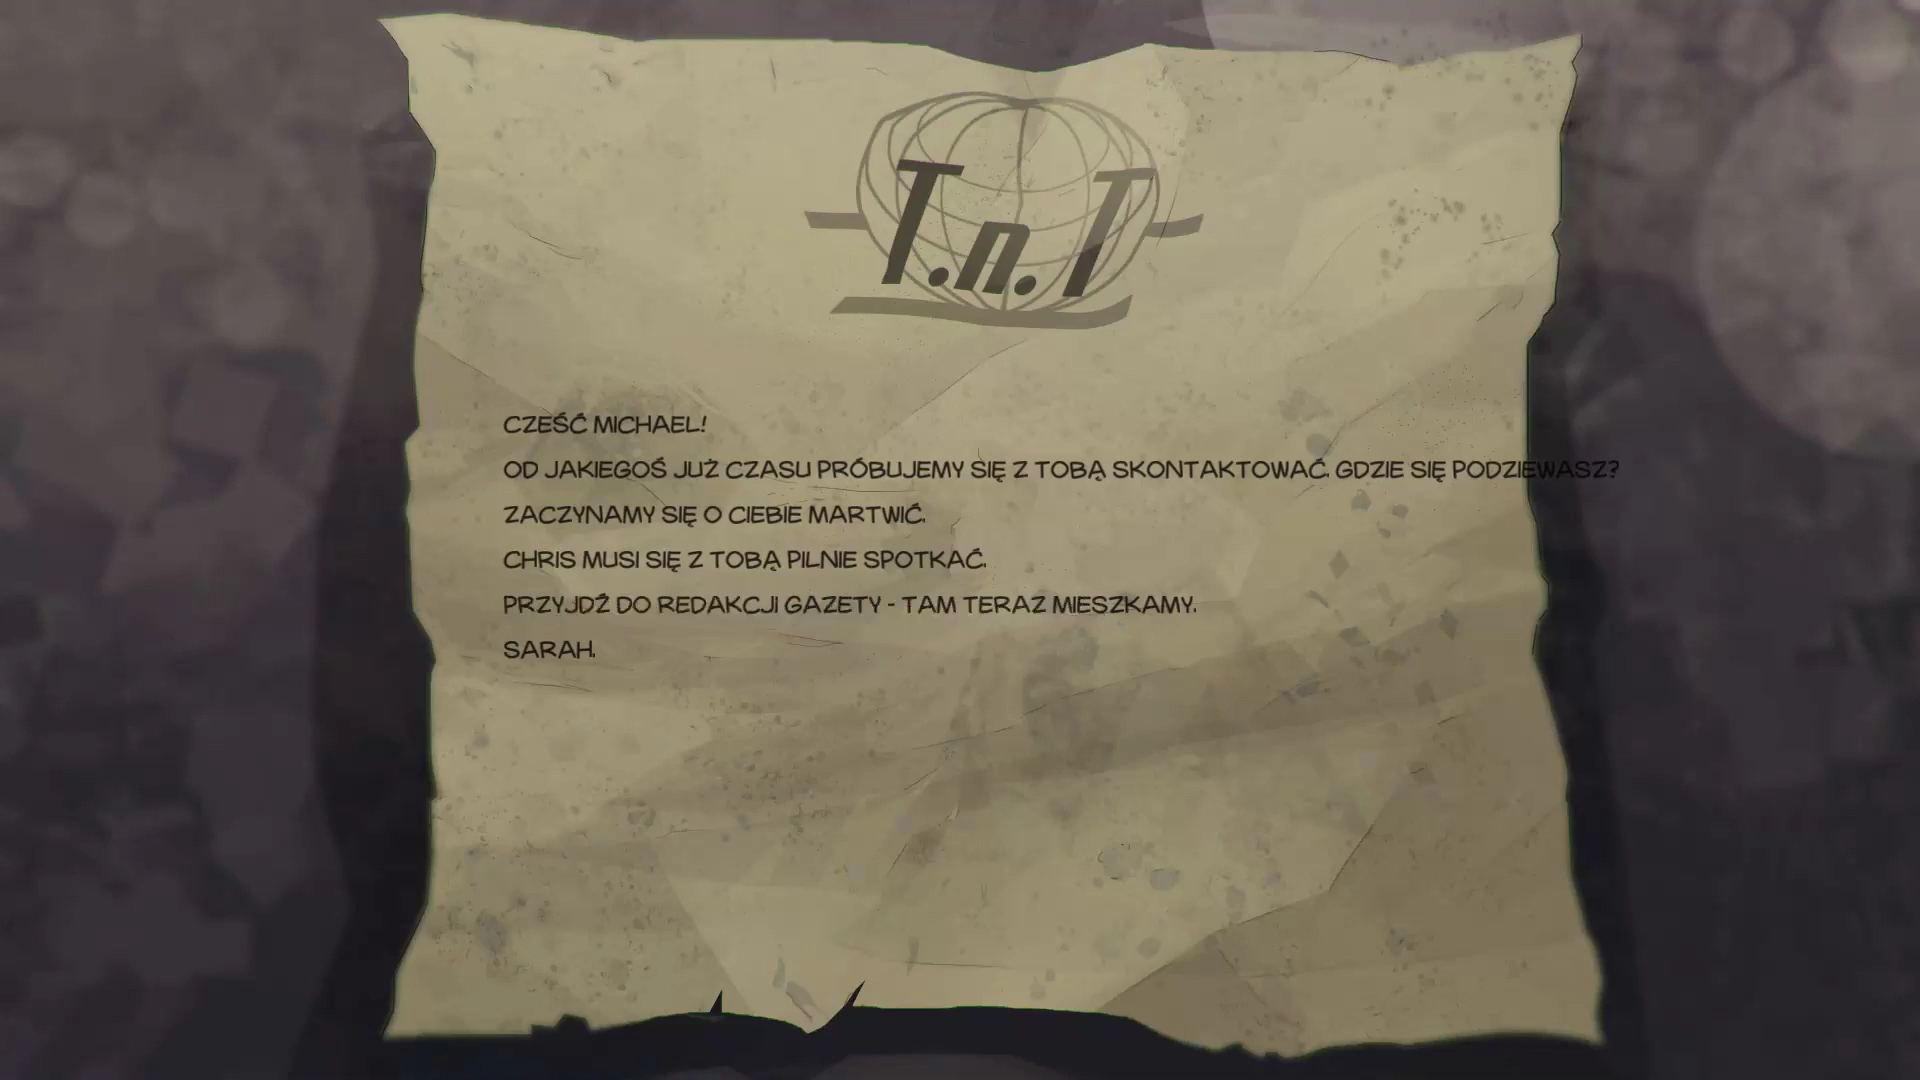 T.n.T
CZEŚĆ MICHAEL!
OD JAKIEGOŚ JUŻ CZASU PRÓBUJEMY SIĘ Z TOBĄ SKONTAKTOWAĆ. GDZIE SIĘ PODZIEWASZ?
ZACZYNAMY SIĘ O CIEBIE MARTWIĆ.
CHRIS MUSI SIĘ Z TOBĄ PILNIE SPOTKAĆ.
PRZYJDŹ DO REDAKCJI GAZETY - TAM TERAZ MIESZKAMY.
SARAH.